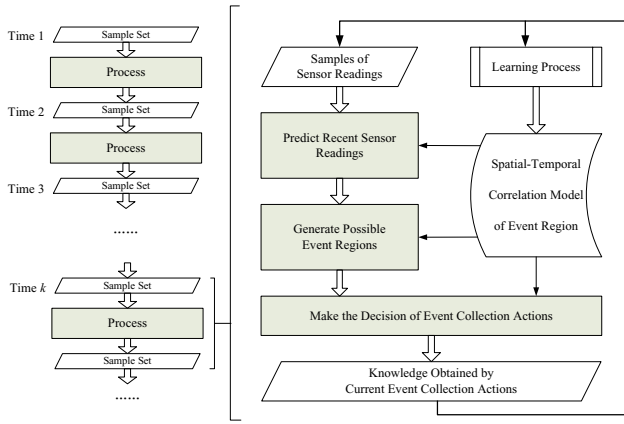 Time 1
Sample Set
Process
Time 2
Sample Set
Process
Time 3
Sample Set
......
Time k
Sample Set
Process
Sample Set
......
Samples of
Sensor Readings
Learning Process
Predict Recent Sensor
Readings
Spatial-Temporal
Correlation Model
of Event Region
Generate Possible
Event Regions
Make the Decision of Event Collection Actions
Knowledge Obtained by
Current Event Collection Actions